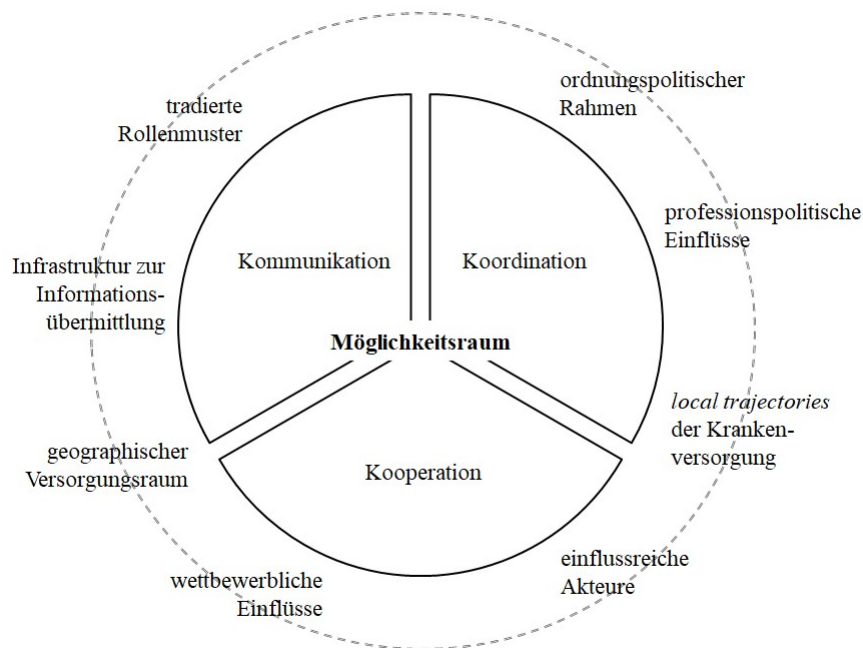 ordnungspolitischer
Rahmen
tradierte
Rollenmuster
professionspolitische
Einflüsse
Kommunikation
Koordination
Infrastruktur zur
Informations-
übermittlung
Möglichkeitsraum
local trajectories
der Kranken-
versorgung
geographischer
Versorgungsraum
Kooperation
einflussreiche
Akteure
wettbewerbliche
Einflüsse